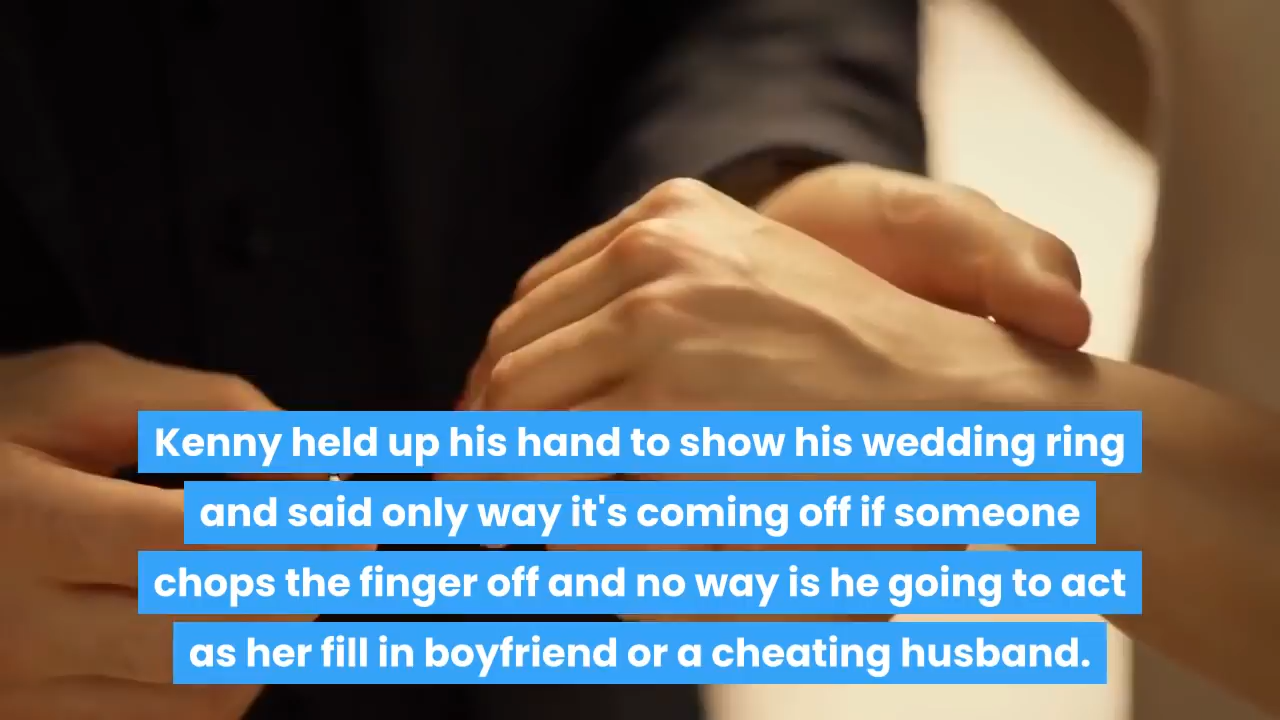 Kenny held up his hand to show his wedding ring
and said only way it's coming off if someone
chops the finger off and no way is he going to act
as her fill in boyfriend or a cheating husband.